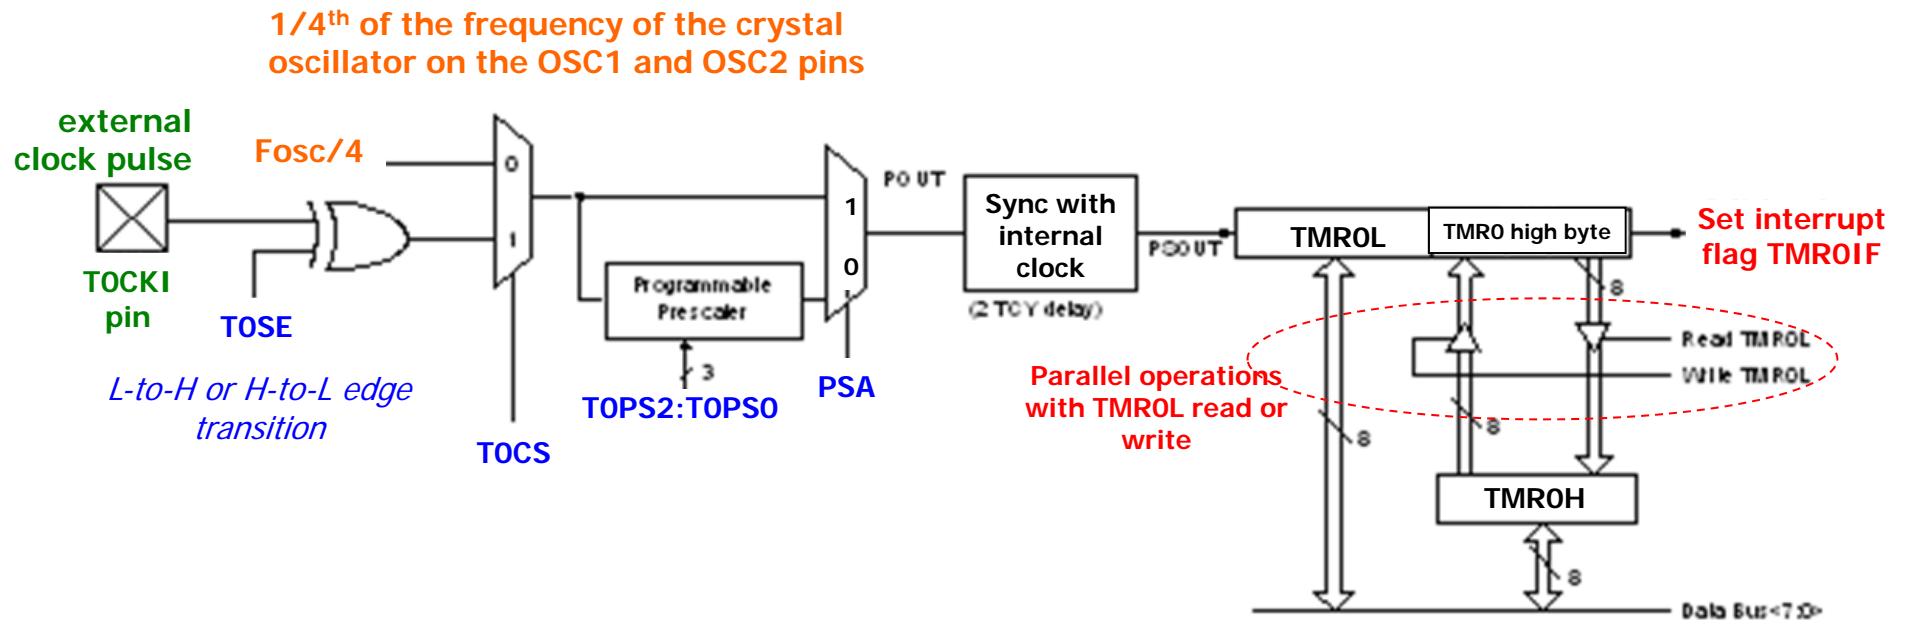 1/4th of the frequency of the crystal
oscillator on the OSC1 and OSC2 pins
external
clock pulse
Fosc/4
T0CKI
pin
T0SE
L-to-H or H-to-L edge
transition
0
1
T0CS
Programmable
Prescaler
3
T0PS2:T0PS0
1
0
PSA
POUT
Sync with
internal
clock
(2 TCY delay)
PSOUT
TMR0L
TMR0 high byte
Set interrupt
flag TMR0IF
8
Read TMR0L
Write TMR0L
Parallel operations
with TMR0L read or
write
8
8
TMR0H
8
Data Bus<7:0>